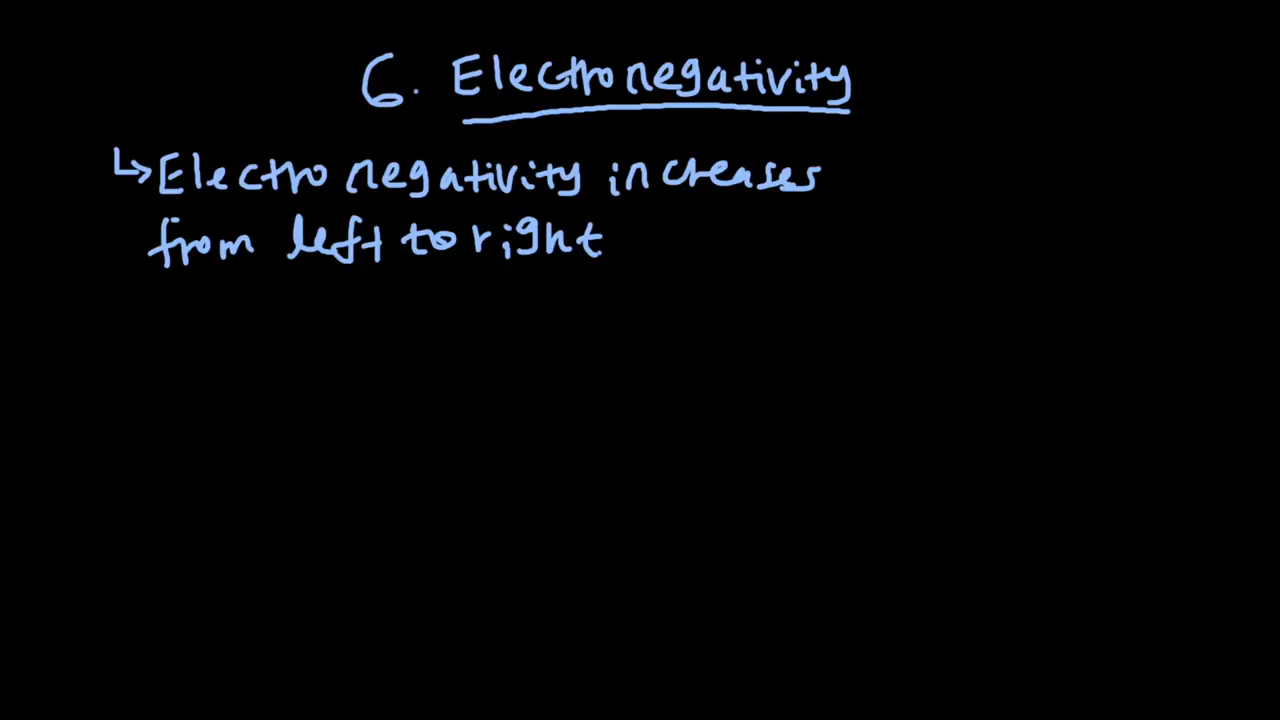 6. Electronegativity
↳ Electronegativity increases
from left to right